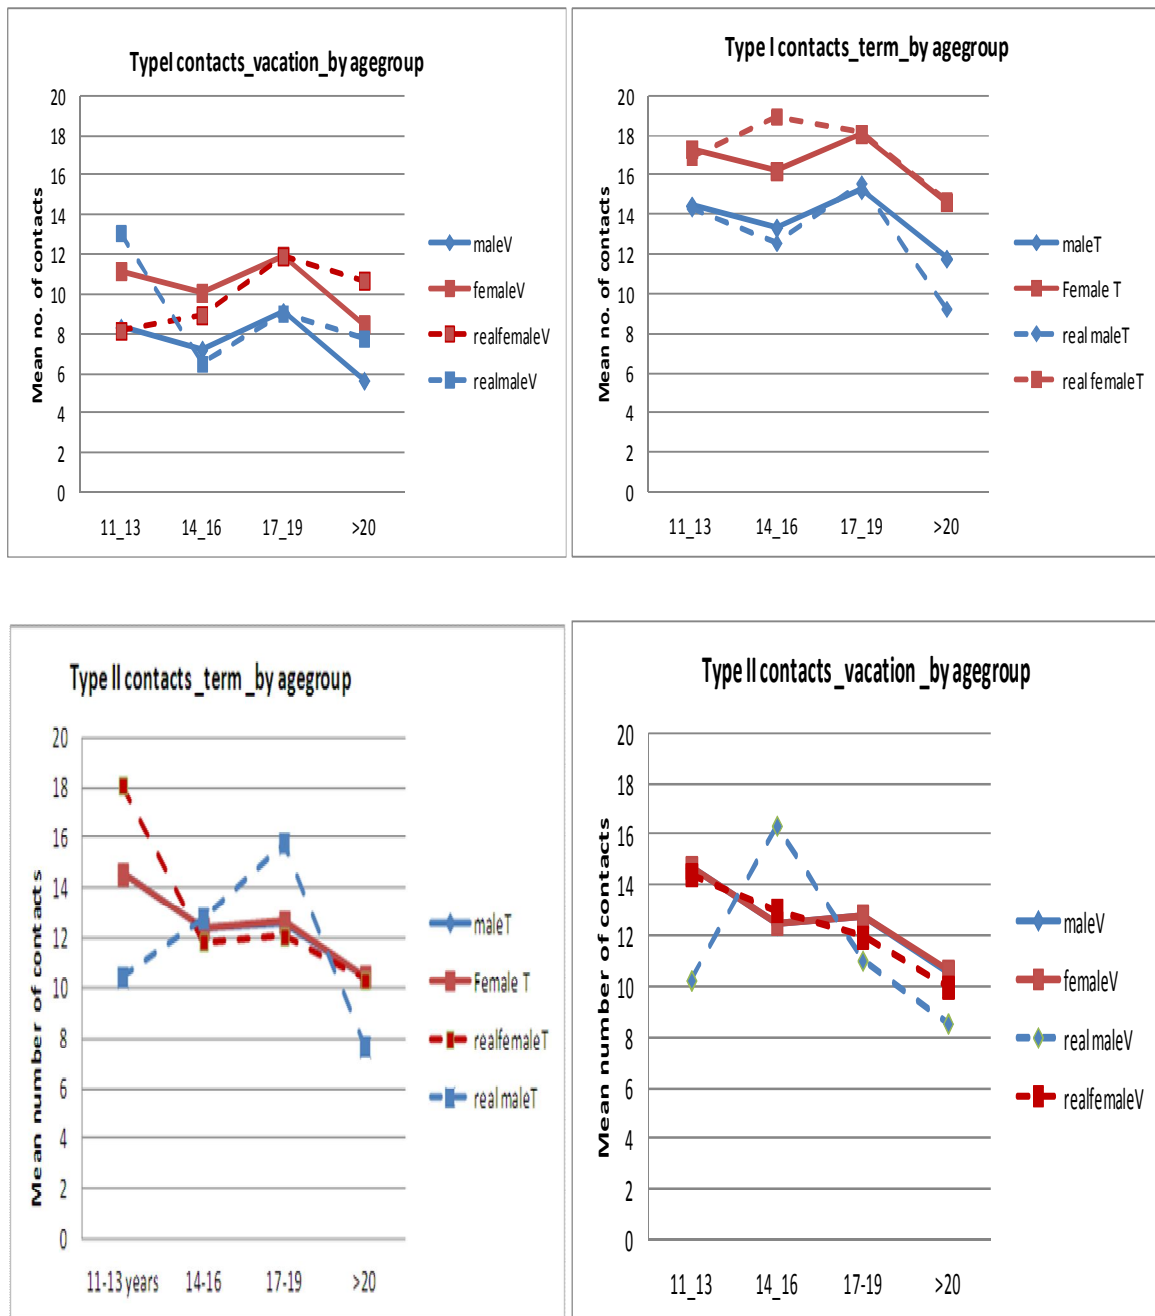 TypeI contacts_vacation_by agegroup
Mean no. of contacts
20
18
16
14
12
10
8
6
4
2
0
11_13 14_16 17_19 >20
maleV
femaleV
realfemaleV
realmaleV
Type I contacts_term_by agegroup
Mean no. of contacts
20
18
16
14
12
10
8
6
4
2
0
11_13 14_16 17_19 >20
maleT
Female T
real maleT
real femaleT
Type II contacts_term_by agegroup
Mean number of contacts
20
18
16
14
12
10
8
6
4
2
0
11-13 years 14-16 17-19 >20
maleT
Female T
realfemaleT
real maleT
Type II contacts_vacation_by agegroup
Mean number of contacts
20
18
16
14
12
10
8
6
4
2
0
11_13 14_16 17-19 >20
maleV
femaleV
real maleV
realfemaleV